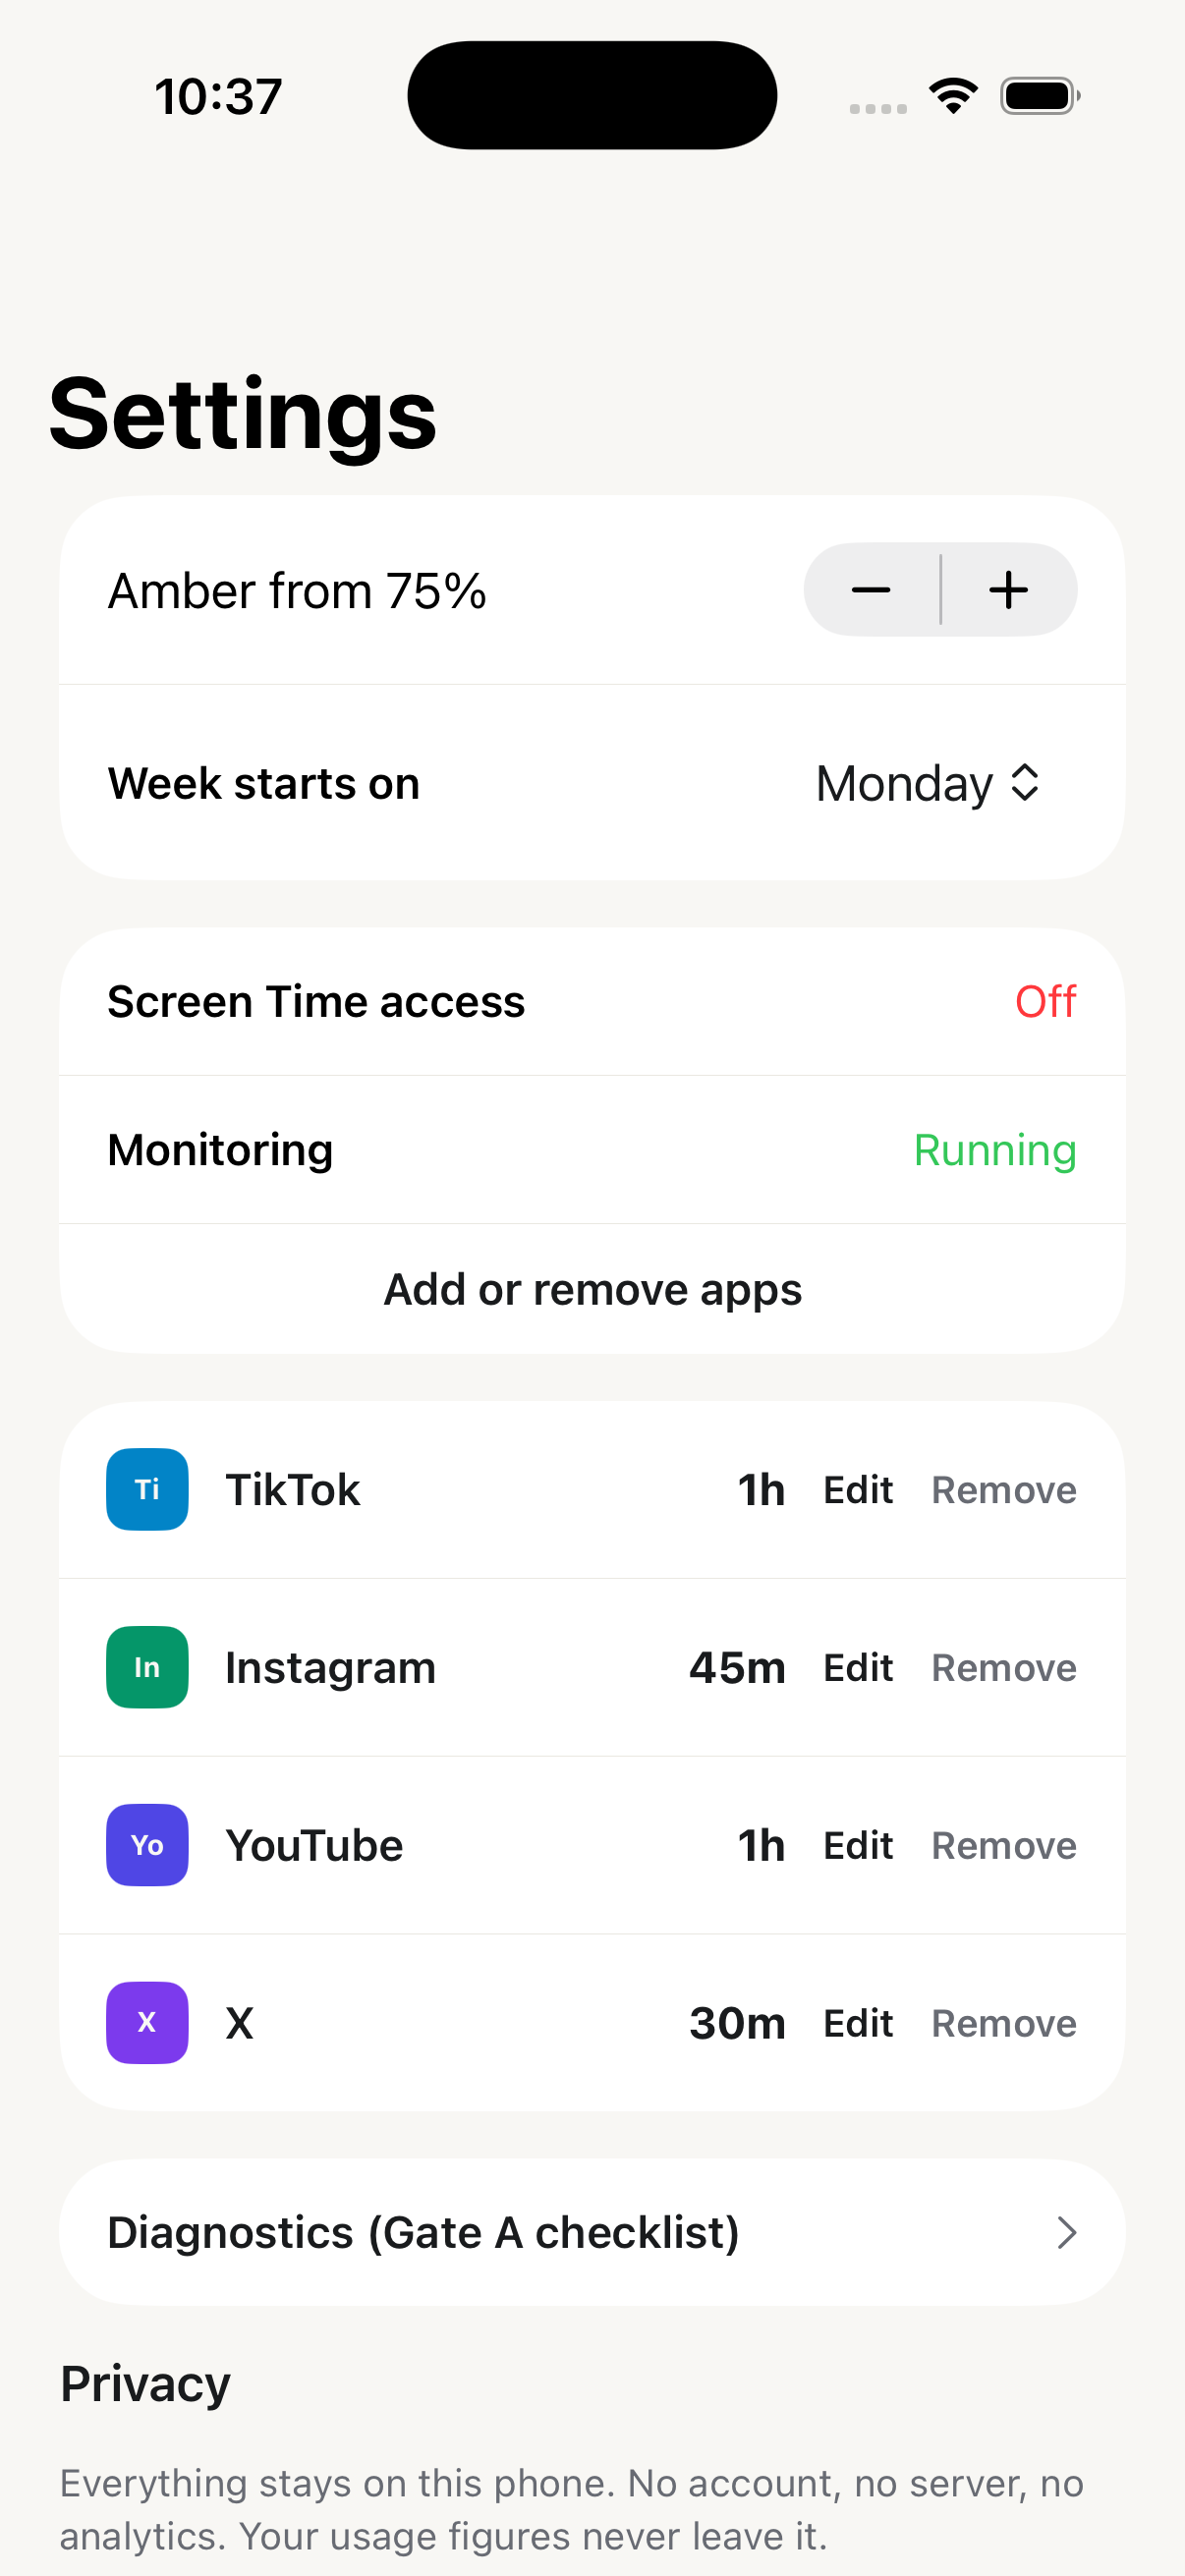 10:37
Settings
Amber from 75%
Week starts on Monday
Screen Time access Off
Monitoring Running
Add or remove apps
Ti TikTok 1h Edit Remove
In Instagram 45m Edit Remove
Yo YouTube 1h Edit Remove
X X 30m Edit Remove
Diagnostics (Gate A checklist)
Privacy
Everything stays on this phone. No account, no server, no
analytics. Your usage figures never leave it.